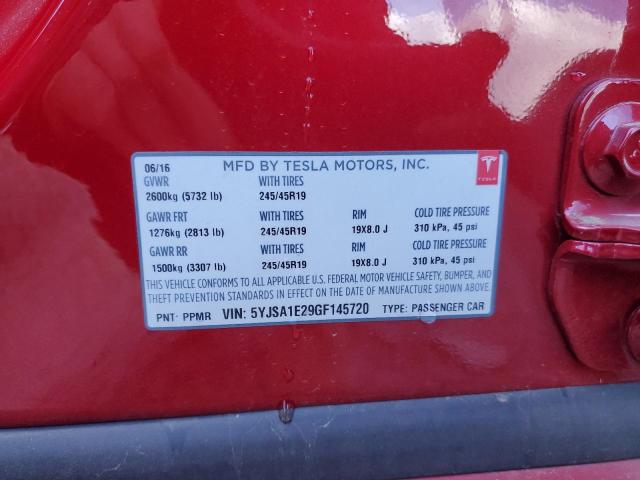 06/16 MFD BY TESLA MOTORS, INC.
GVWR WITH TIRES
2600kg (5732 lb) 245/45R19
GAWR FRT WITH TIRES RIM COLD TIRE PRESSURE
1276kg (2813 lb) 245/45R19 19X8.0 J 310 kPa, 45 psi
GAWR RR WITH TIRES RIM COLD TIRE PRESSURE
1500kg (3307 lb) 245/45R19 19X8.0 J 310 kPa, 45 psi
THIS VEHICLE CONFORMS TO ALL APPLICABLE U.S. FEDERAL MOTOR VEHICLE SAFETY, BUMPER, AND
THEFT PREVENTION STANDARDS IN EFFECT ON THE DATE OF MANUFACTURE SHOWN ABOVE.
PNT: PPMR VIN: 5YJSA1E29GF145720 TYPE: PASSENGER CAR
TESLA